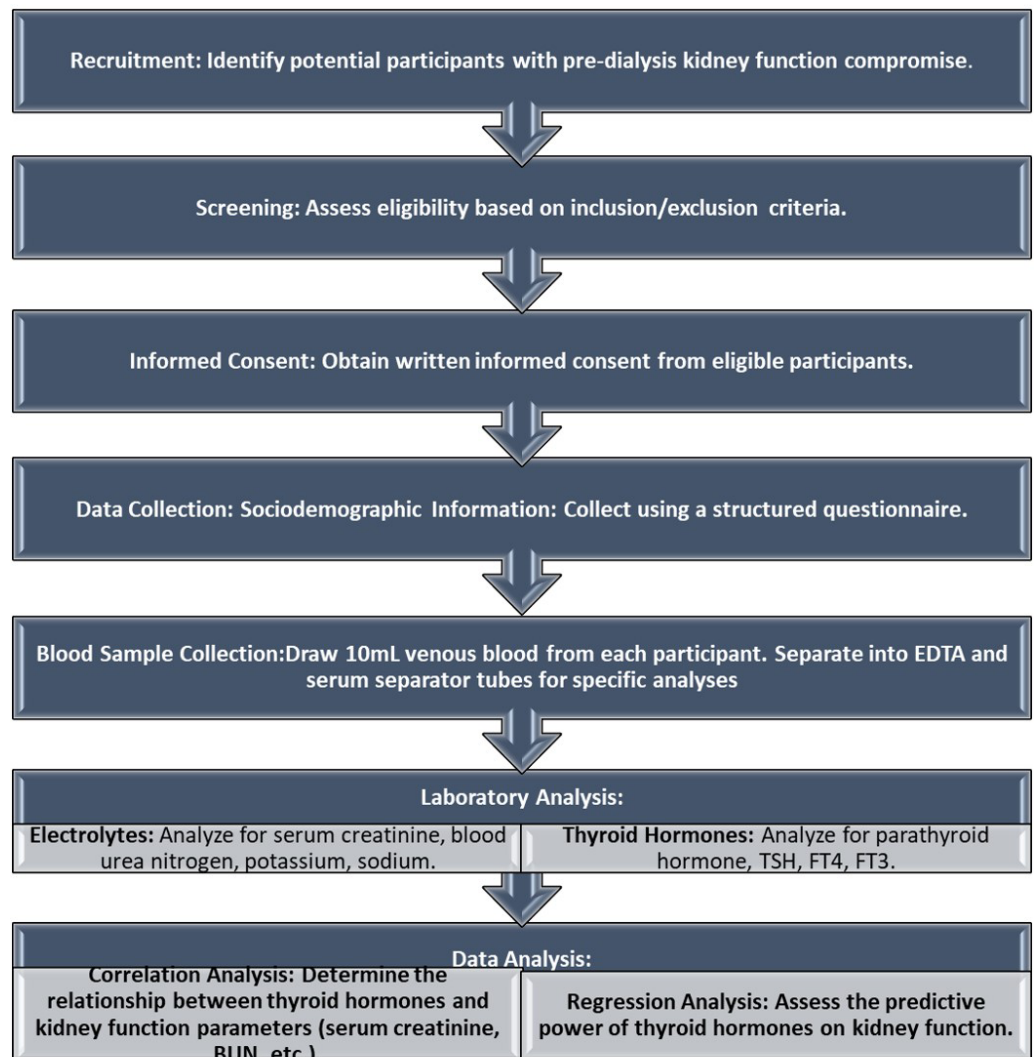 Recruitment: Identify potential participants with pre-dialysis kidney function compromise.
Screening: Assess eligibility based on inclusion/exclusion criteria.
Informed Consent: Obtain written informed consent from eligible participants.
Data Collection: Sociodemographic Information: Collect using a structured questionnaire.
Blood Sample Collection:Draw 10mL venous blood from each participant. Separate into EDTA and
serum separator tubes for specific analyses
Laboratory Analysis:
Electrolytes: Analyze for serum creatinine, blood
urea nitrogen, potassium, sodium.
Thyroid Hormones: Analyze for parathyroid
hormone, TSH, FT4, FT3.
Data Analysis:
Correlation Analysis: Determine the
relationship between thyroid hormones and
kidney function parameters (serum creatinine,
BUN, etc.)
Regression Analysis: Assess the predictive
power of thyroid hormones on kidney function.